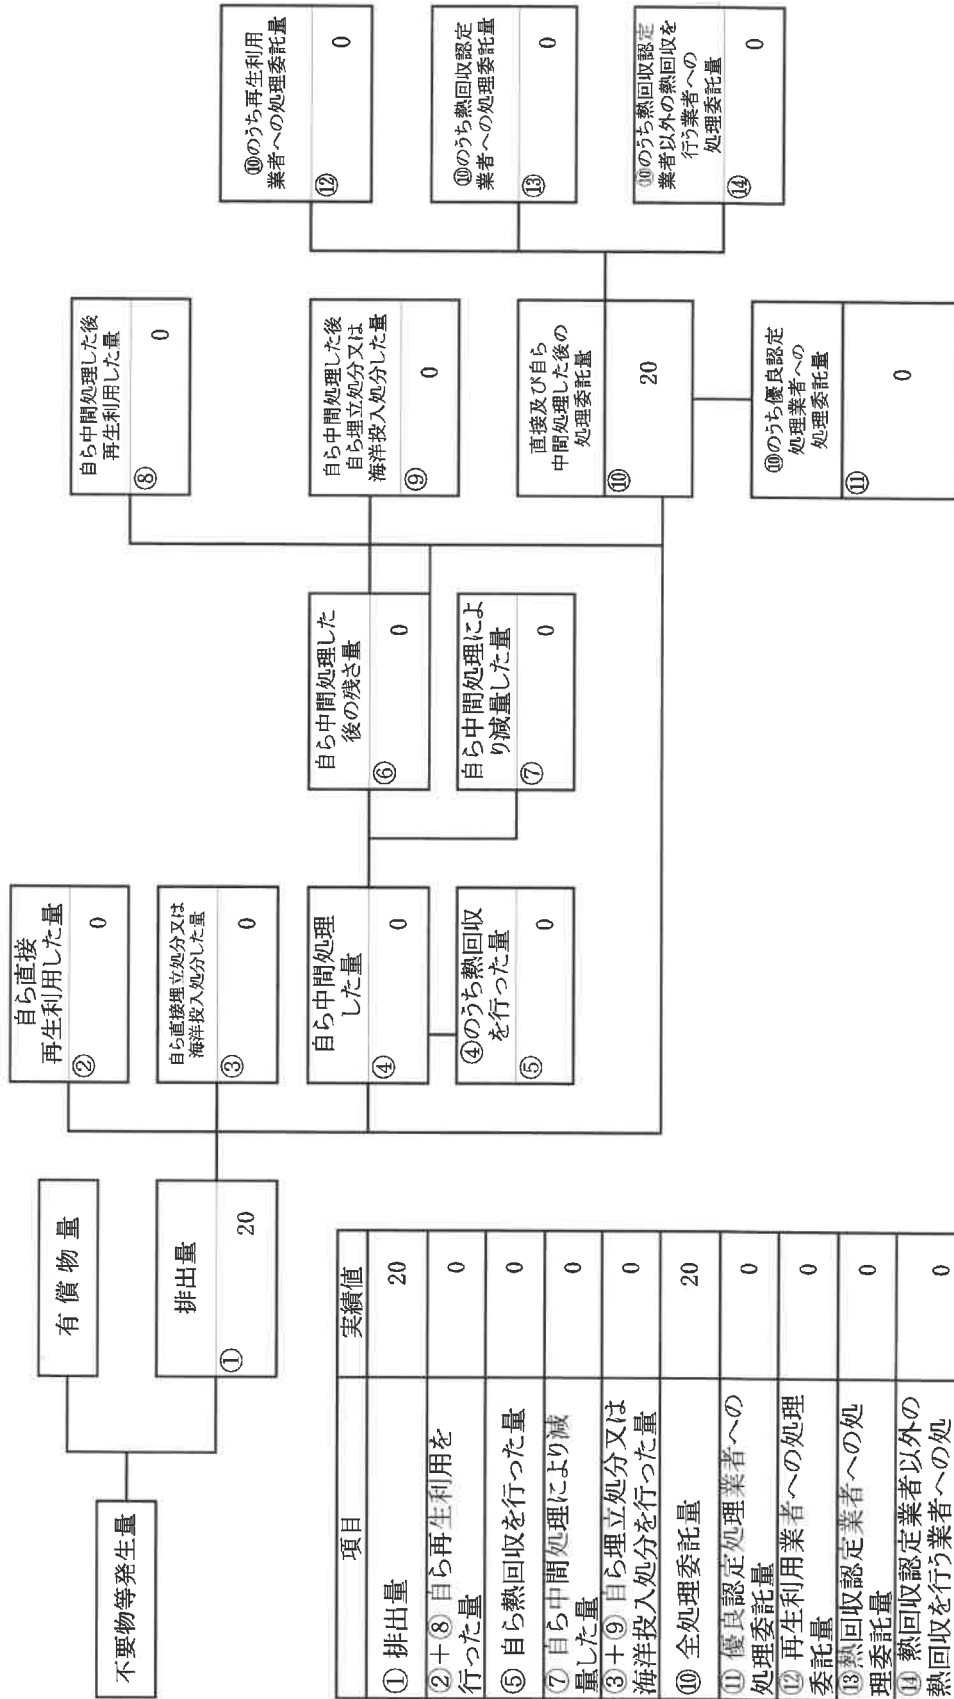 不要物等発生量
有償物量
排出量
①
20
自ら直接
再生利用した量
②
0
自ら直接埋立処分又は
海洋投入処分した量
③
0
自ら中間処理
した量
④
0
④のうち熱回収
を行った量
⑤
0
自ら中間処理した
後の残さ量
⑥
0
自ら中間処理によ
り減量した量
⑦
0
自ら中間処理した後
再生利用した量
⑧
0
自ら中間処理した後
自ら埋立処分又は
海洋投入処分した量
⑨
0
直接及び自ら
中間処理した後の
処理委託量
⑩
20
⑩のうち優良認定
処理業者への
処理委託量
⑪
0
⑩のうち再生利用
業者への処理委託量
⑫
0
⑩のうち熱回収認定
業者への処理委託量
⑬
0
⑩のうち熱回収認定
業者以外の熱回収を
行う業者への
処理委託量
⑭
0
項目 実績値
① 排出量 20
②+⑧ 自ら再生利用を
行った量 0
⑤ 自ら熱回収を行った量 0
⑦ 自ら中間処理により減
量した量 0
③+⑨ 自ら埋立処分又は
海洋投入処分を行った量 0
⑩ 全処理委託量 20
⑪ 優良認定処理業者への
処理委託量 0
⑫ 再生利用業者への処理
委託量 0
⑬熱回収認定業者への処
理委託量 0
⑭ 熱回収認定業者以外の
熱回収を行う業者への処 0